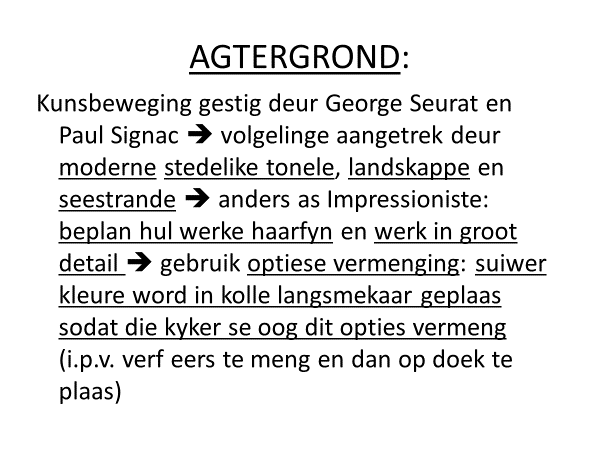 AGTERGROND:
Kunsbeweging gestig deur George Seurat en
Paul Signac ➔ volgelinge aangetrek deur
moderne stedelike tonele, landskappe en
seestrande ➔ anders as Impressioniste:
beplan hul werke haarfyn en werk in groot
detail ➔ gebruik optiese vermenging: suiwer
kleure word in kolle langsmekaar geplaas
sodat die kyker se oog dit opties vermeng
(i.p.v. verf eers te meng en dan op doek te
plaas)